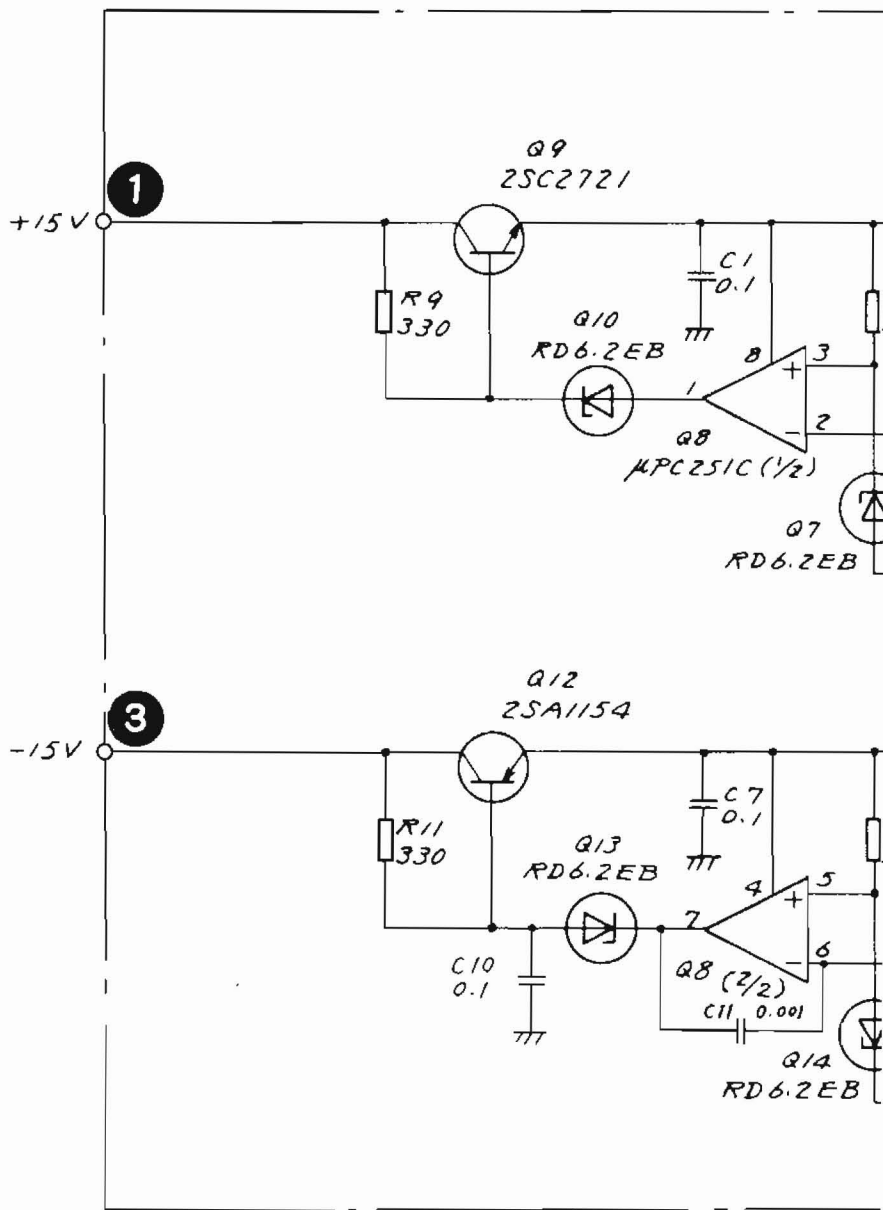 Q9
2SC2721
1
+15V
R9
330
C1
0.1
Q10
RD6.2EB
8
3
1
2
Q8
μPC251C (1/2)
Q7
RD6.2EB
Q12
2SA1154
3
-15V
R11
330
C7
0.1
Q13
RD6.2EB
4
5
7
6
C10
0.1
Q8 (2/2)
C11 0.001
Q14
RD6.2EB